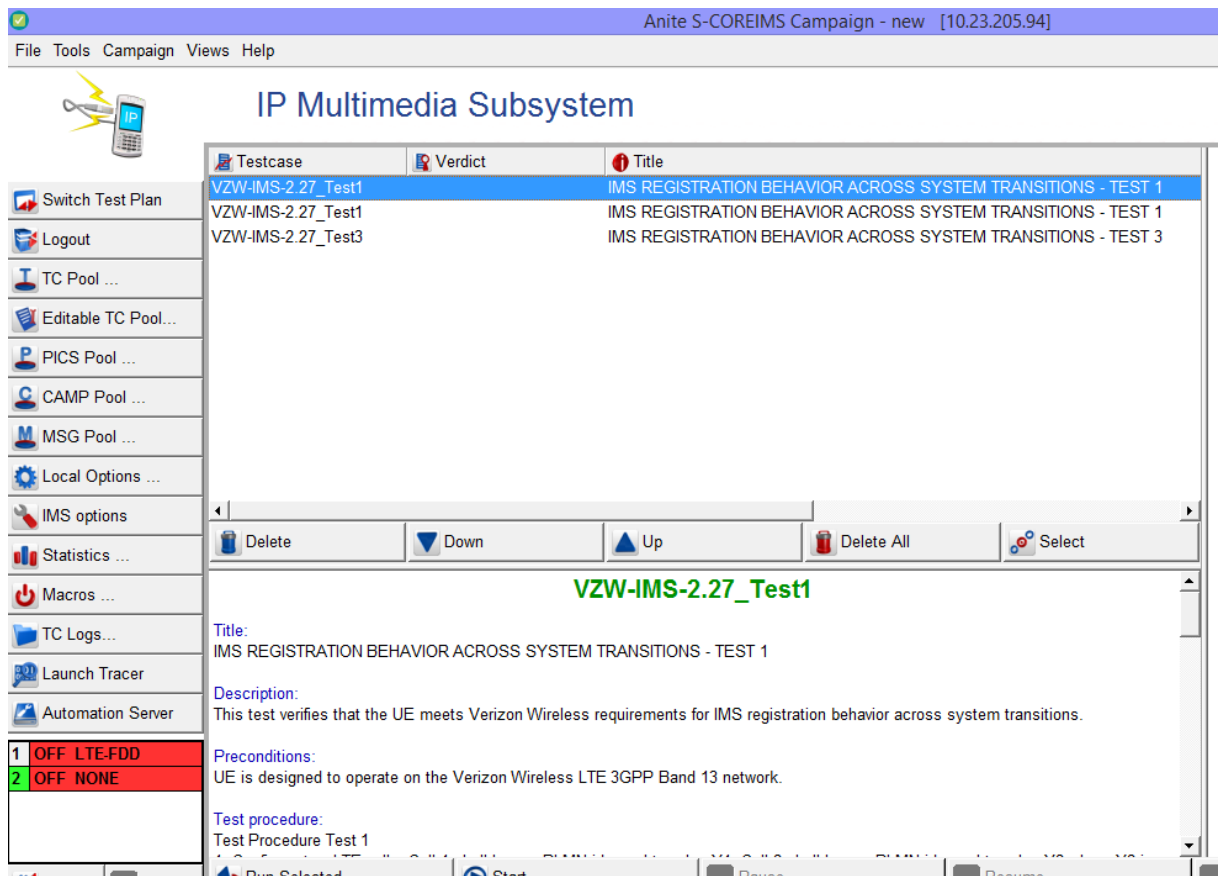 Anite S-COREIMS Campaign - new [10.23.205.94]
File Tools Campaign Views Help
IP
IP Multimedia Subsystem
Testcase Verdict Title
VZW-IMS-2.27_Test1 IMS REGISTRATION BEHAVIOR ACROSS SYSTEM TRANSITIONS - TEST 1
VZW-IMS-2.27_Test1 IMS REGISTRATION BEHAVIOR ACROSS SYSTEM TRANSITIONS - TEST 1
VZW-IMS-2.27_Test3 IMS REGISTRATION BEHAVIOR ACROSS SYSTEM TRANSITIONS - TEST 3
Switch Test Plan
Logout
TC Pool ...
Editable TC Pool...
PICS Pool ...
CAMP Pool ...
MSG Pool ...
Local Options ...
IMS options
Statistics ...
Macros ...
TC Logs...
Launch Tracer
Automation Server
1 OFF LTE-FDD
2 OFF NONE
Delete Down Up Delete All Select
VZW-IMS-2.27_Test1
Title:
IMS REGISTRATION BEHAVIOR ACROSS SYSTEM TRANSITIONS - TEST 1
Description:
This test verifies that the UE meets Verizon Wireless requirements for IMS registration behavior across system transitions.
Preconditions:
UE is designed to operate on the Verizon Wireless LTE 3GPP Band 13 network.
Test procedure:
Test Procedure Test 1
Run Selected Start Pause Resume